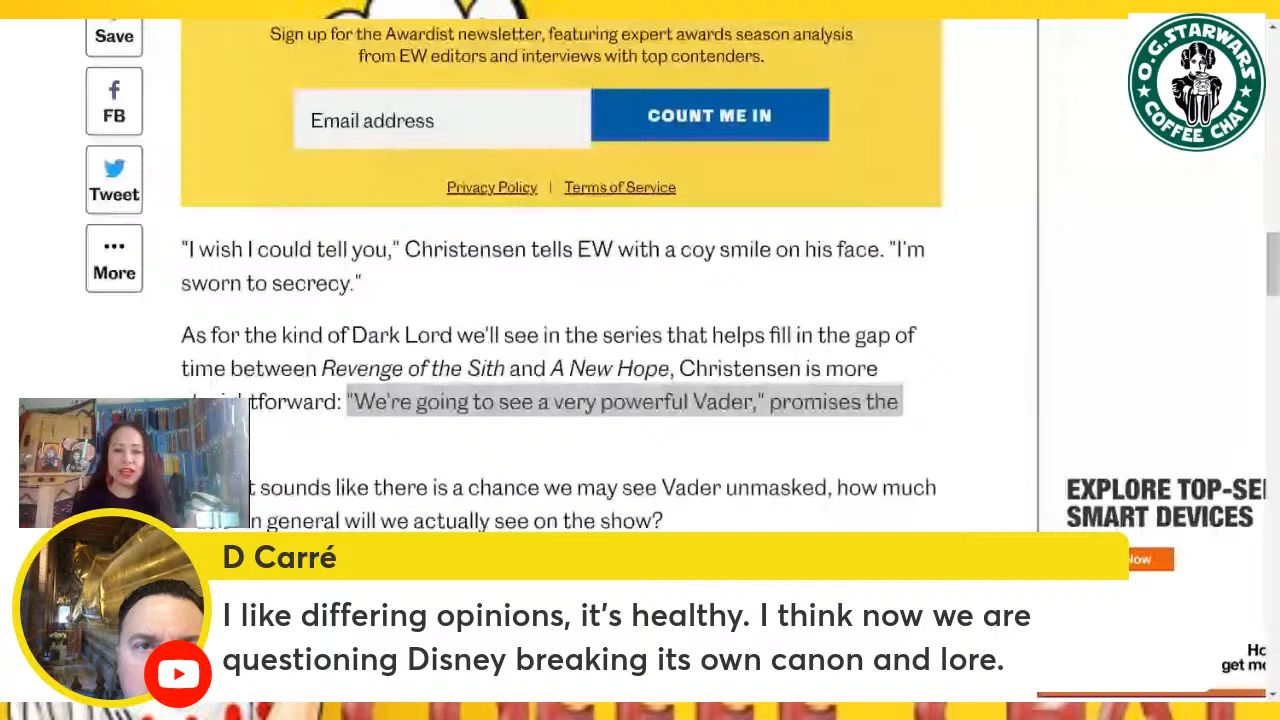 Save
Sign up for the Awardist newsletter, featuring expert awards season analysis
from EW editors and interviews with top contenders.
O.G.STARWARS
COFFEE CHAT
FB
Email address
COUNT ME IN
Tweet
Privacy Policy | Terms of Service
"I wish I could tell you," Christensen tells EW with a coy smile on his face. "I'm
sworn to secrecy."
More
As for the kind of Dark Lord we'll see in the series that helps fill in the gap of
time between Revenge of the Sith and A New Hope, Christensen is more
tforward: "We're going to see a very powerful Vader," promises the
t sounds like there is a chance we may see Vader unmasked, how much
n general will we actually see on the show?
EXPLORE TOP-SE
SMART DEVICES
D Carré
I like differing opinions, it's healthy. I think now we are
questioning Disney breaking its own canon and lore.